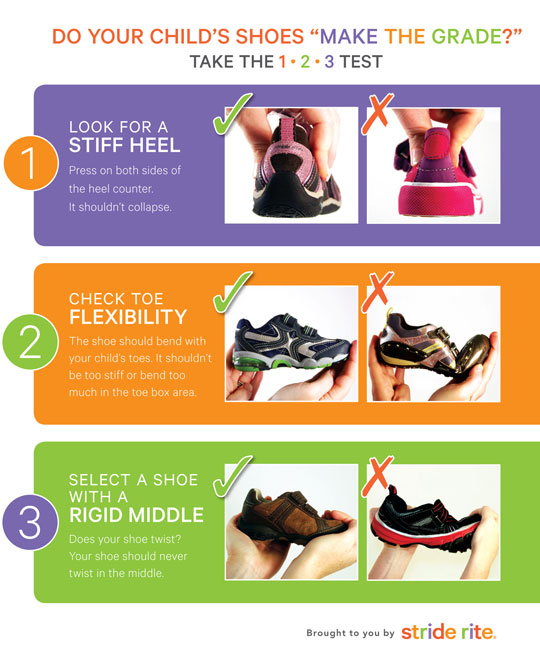 DO YOUR CHILD'S SHOES "MAKE THE GRADE?"
TAKE THE 1 • 2 • 3 TEST
1
LOOK FOR A
STIFF HEEL
Press on both sides of
the heel counter.
It shouldn't collapse.
2
CHECK TOE
FLEXIBILITY
The shoe should bend with
your child's toes. It shouldn't
be too stiff or bend too
much in the toe box area.
3
SELECT A SHOE
WITH A
RIGID MIDDLE
Does your shoe twist?
Your shoe should never
twist in the middle.
Brought to you by stride rite.